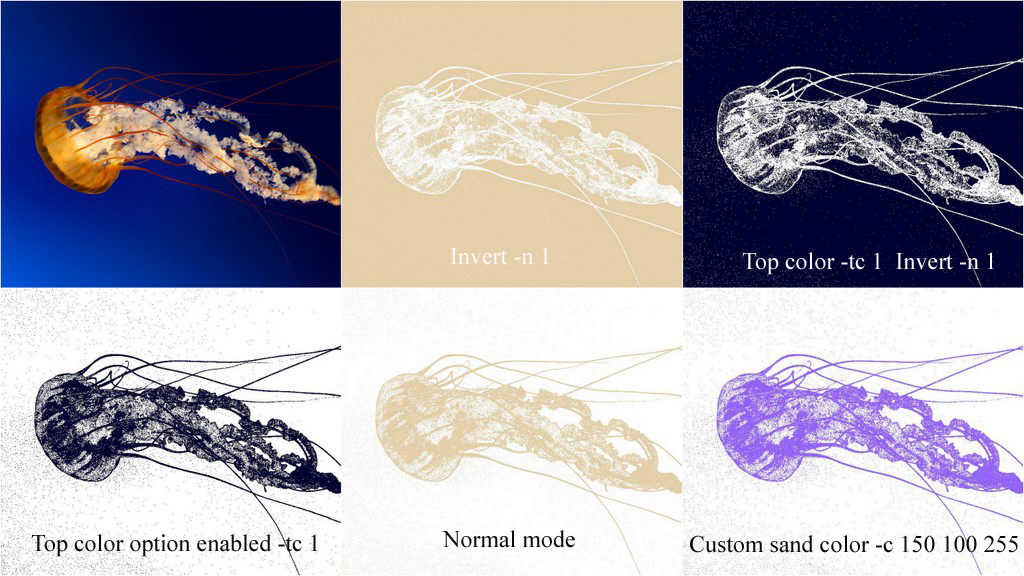 Invert -n 1
Top color -tc 1  Invert -n 1
Top color option enabled -tc 1
Normal mode
Custom sand color -c 150 100 255